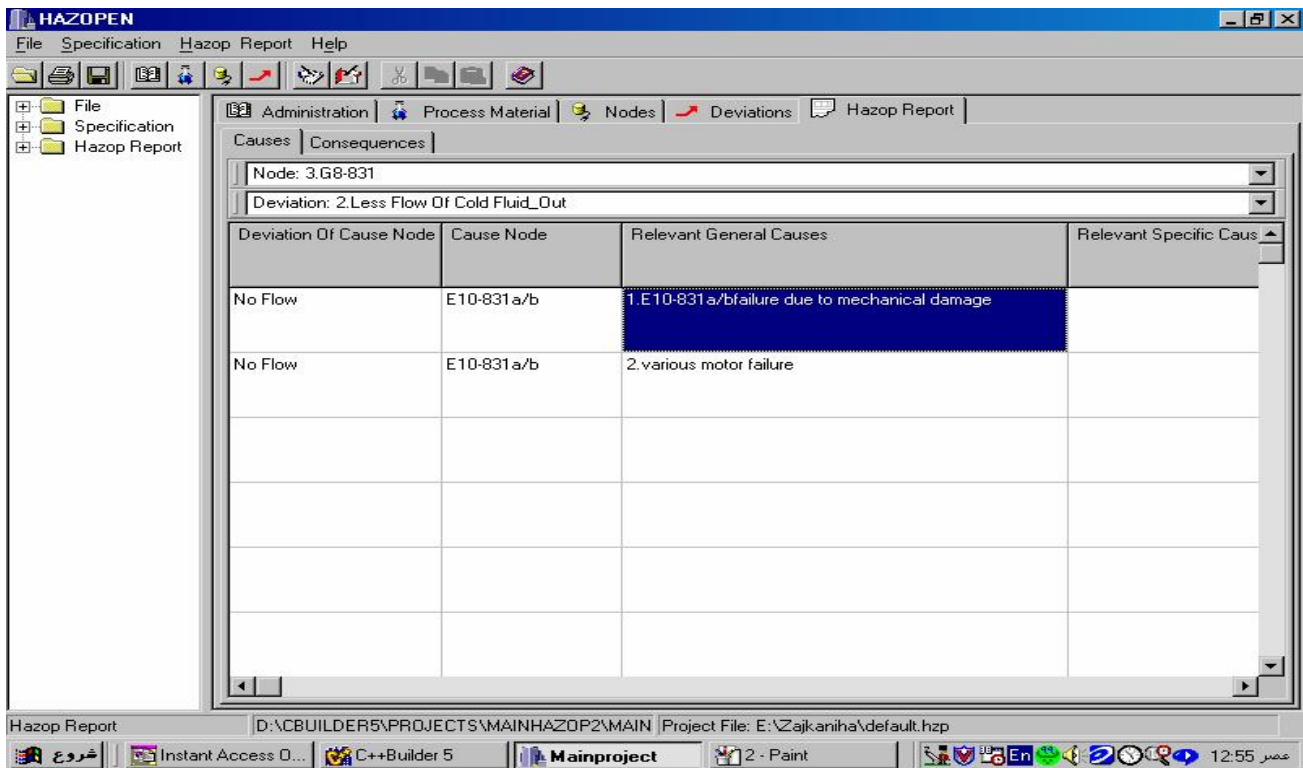 HAZOPEN
File Specification Hazop Report Help
File
Specification
Hazop Report
Administration Process Material Nodes Deviations Hazop Report
Causes Consequences
Node: 3.G8-831
Deviation: 2.Less Flow Of Cold Fluid_Out
Deviation Of Cause Node Cause Node Relevant General Causes Relevant Specific Caus
No Flow E10-831a/b 1.E10-831a/bfailure due to mechanical damage
No Flow E10-831a/b 2.various motor failure
Hazop Report D:\CBUILDER5\PROJECTS\MAINHAZOP2\MAIN Project File: E:\Zajkaniha\default.hzp
شروع Instant Access O... C++Builder 5 Mainproject 2 - Paint En 12:55 عصر